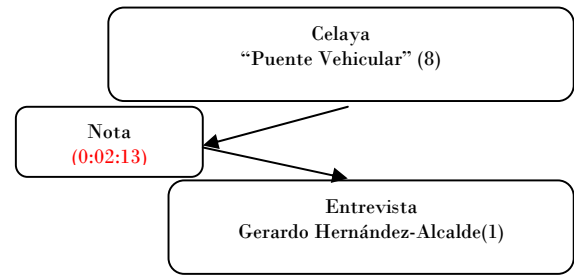 Celaya
“Puente Vehicular” (8)
Nota
(0:02:13)
Entrevista
Gerardo Hernández-Alcalde(1)